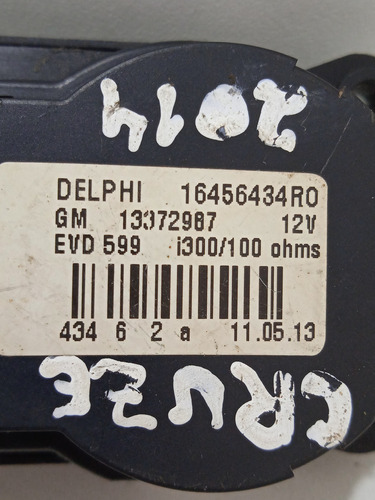 2014
DELPHI 16456434RO
GM 13372987 12V
EVD 599 i300/100 ohms
434 6 2 a 11.05.13
CRUZE